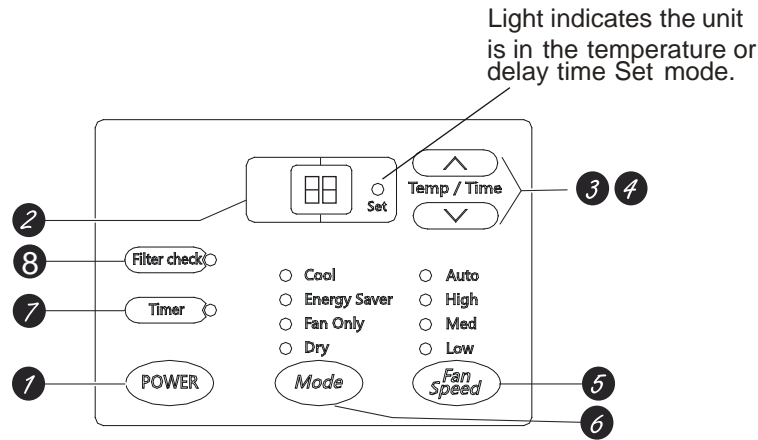 Light indicates the unit
is in the temperature or
delay time Set mode.
88
Set
Temp / Time
3 4
2
8
Filter check
7
Timer
Cool
Energy Saver
Fan Only
Dry
Auto
High
Med
Low
1
POWER
Mode
Fan
Speed
5
6